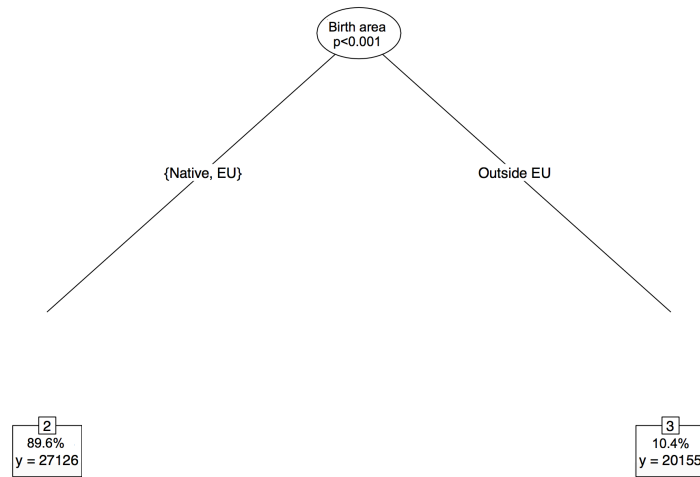 Birth area
p<0.001
{Native, EU}
Outside EU
2
89.6%
y = 27126
3
10.4%
y = 20155